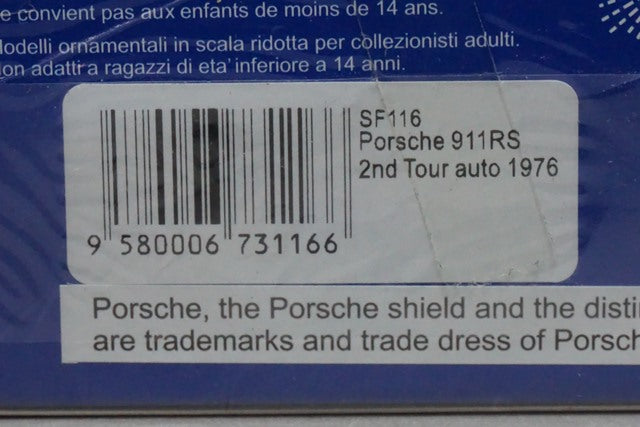 e convient pas aux enfants de moins de 14 ans.
Modelli ornamentali in scala ridotta per collezionisti adulti.
Non adatti a ragazzi di eta' inferiore a 14 anni.
SF116
Porsche 911RS
2nd Tour auto 1976
9 580006 731166
Porsche, the Porsche shield and the disti
are trademarks and trade dress of Porsch